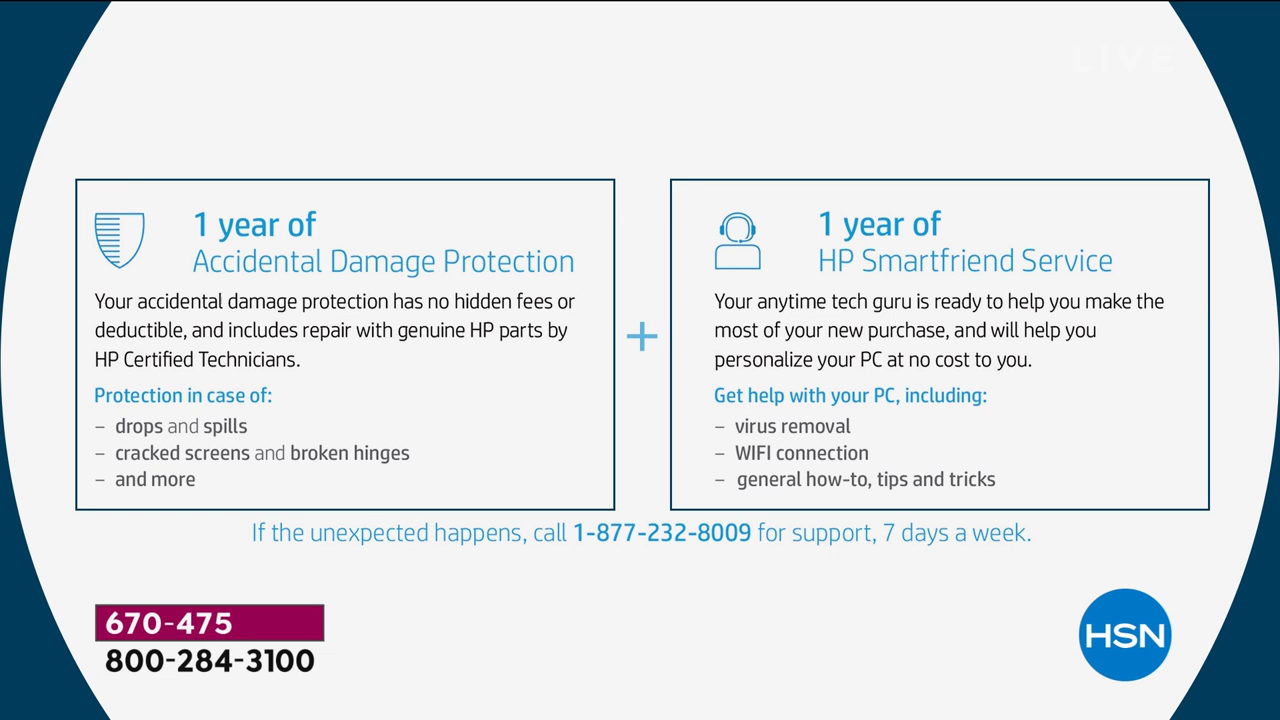 LIVE
1 year of
Accidental Damage Protection
Your accidental damage protection has no hidden fees or
deductible, and includes repair with genuine HP parts by
HP Certified Technicians.
Protection in case of:
– drops and spills
– cracked screens and broken hinges
– and more
+
1 year of
HP Smartfriend Service
Your anytime tech guru is ready to help you make the
most of your new purchase, and will help you
personalize your PC at no cost to you.
Get help with your PC, including:
– virus removal
– WIFI connection
– general how-to, tips and tricks
If the unexpected happens, call 1-877-232-8009 for support, 7 days a week.
670-475
800-284-3100
HSN